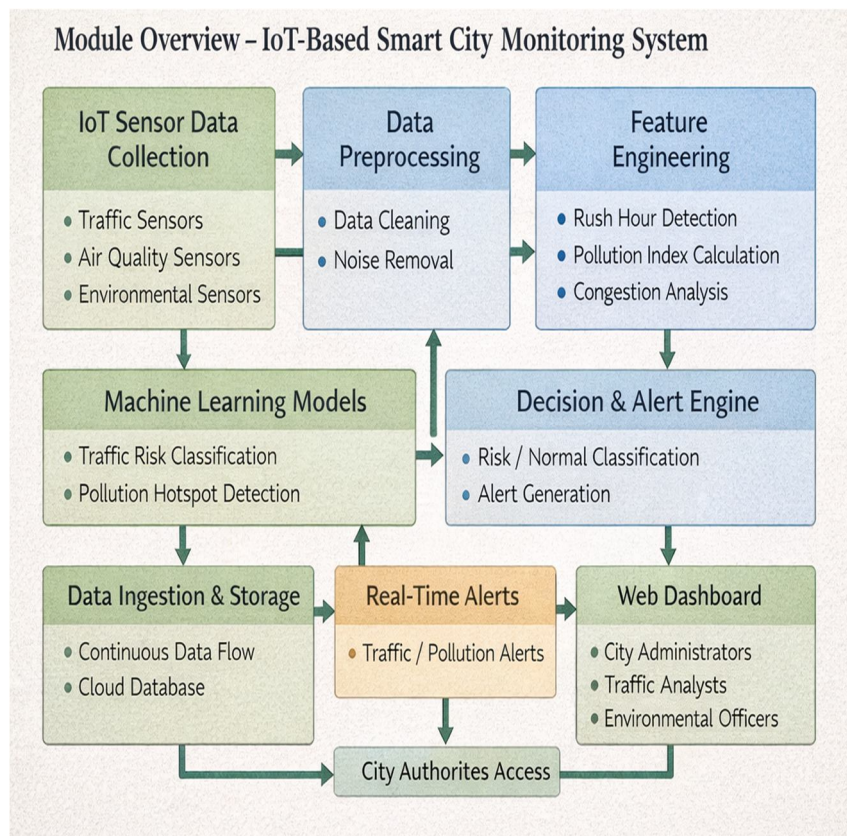 Module Overview – IoT-Based Smart City Monitoring System
IoT Sensor Data
Collection
• Traffic Sensors
• Air Quality Sensors
• Environmental Sensors
Data
Preprocessing
• Data Cleaning
• Noise Removal
Feature
Engineering
• Rush Hour Detection
• Pollution Index Calculation
• Congestion Analysis
Machine Learning Models
• Traffic Risk Classification
• Pollution Hotspot Detection
Decision & Alert Engine
• Risk / Normal Classification
• Alert Generation
Data Ingestion & Storage
• Continuous Data Flow
• Cloud Database
Real-Time Alerts
• Traffic / Pollution Alerts
Web Dashboard
• City Administrators
• Traffic Analysts
• Environmental Officers
City Authorites Access